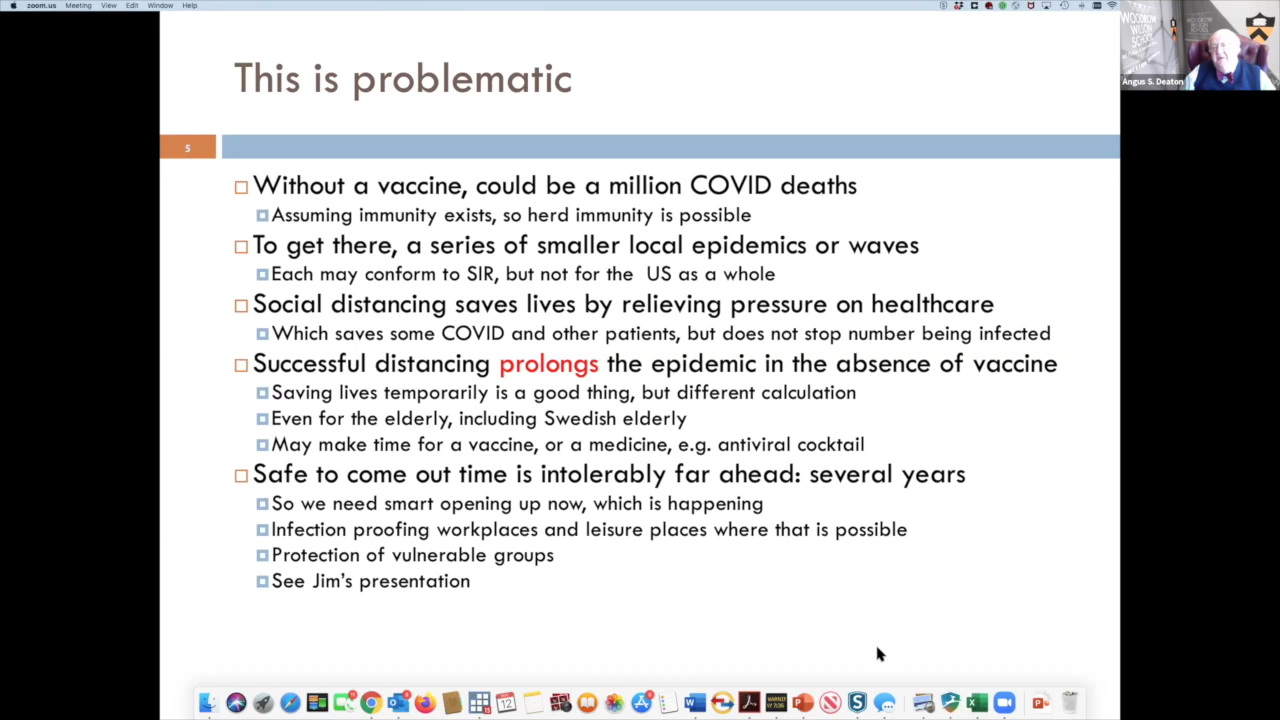 zoom.us Meeting View Edit Window Help
This is problematic
WOODROW
WILSON
SCHOOL
Angus S. Deaton
5
Without a vaccine, could be a million COVID deaths
Assuming immunity exists, so herd immunity is possible
To get there, a series of smaller local epidemics or waves
Each may conform to SIR, but not for the US as a whole
Social distancing saves lives by relieving pressure on healthcare
Which saves some COVID and other patients, but does not stop number being infected
Successful distancing prolongs the epidemic in the absence of vaccine
Saving lives temporarily is a good thing, but different calculation
Even for the elderly, including Swedish elderly
May make time for a vaccine, or a medicine, e.g. antiviral cocktail
Safe to come out time is intolerably far ahead: several years
So we need smart opening up now, which is happening
Infection proofing workplaces and leisure places where that is possible
Protection of vulnerable groups
See Jim's presentation
12